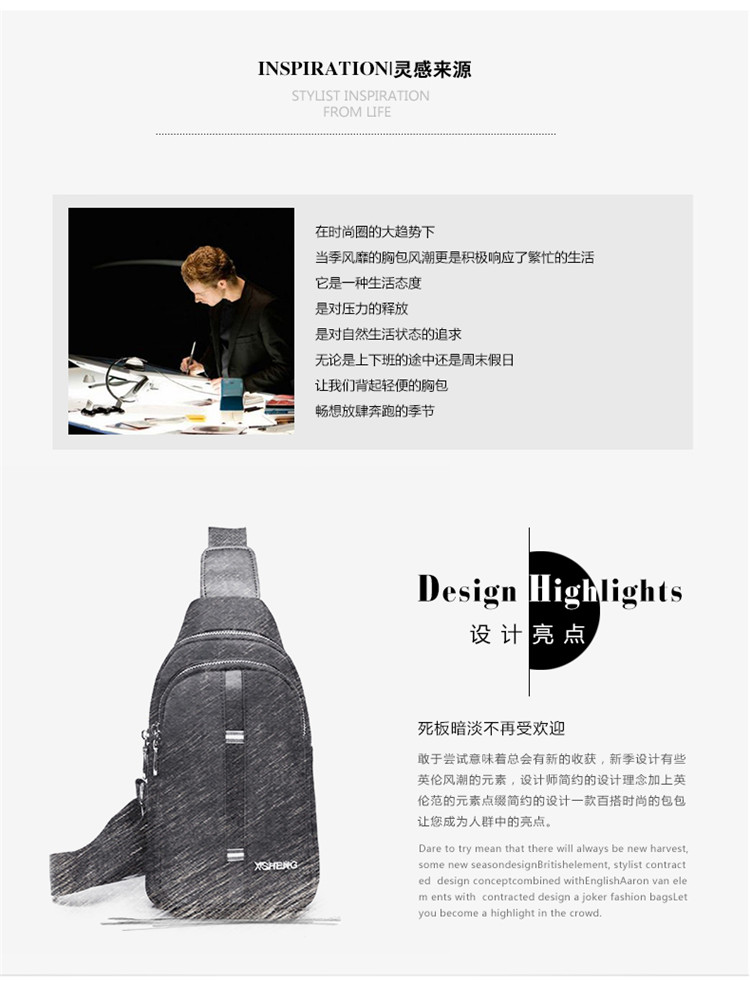 INSPIRATION|灵感来源
STYLIST INSPIRATION
FROM LIFE
在时尚圈的大趋势下
当季风靡的胸包风潮更是积极响应了繁忙的生活
它是一种生活态度
是对压力的释放
是对自然生活状态的追求
无论是上下班的途中还是周末假日
让我们背起轻便的胸包
畅想放肆奔跑的季节
Design Highlights
设计亮点
死板暗淡不再受欢迎
敢于尝试意味着总会有新的收获，新季设计有些
英伦风潮的元素，设计师简约的设计理念加上英
伦范的元素点缀简约的设计一款百搭时尚的包包
让您成为人群中的亮点。
Dare to try mean that there will always be new harvest,
some new seasondesignBritishelement, stylist contract
ed  design conceptcombined withEnglishAaron van ele
m ents with  contracted design a joker fashion bagsLet
you become a highlight in the crowd.